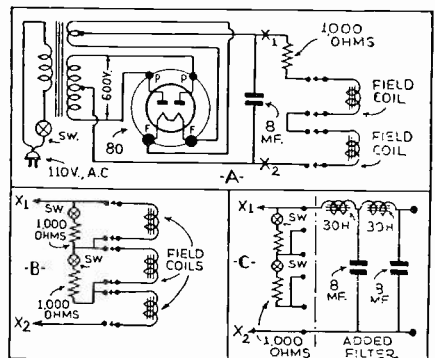 X1
1,000 OHMS
600V.
P P
F F
80
8 MF.
FIELD COIL
FIELD COIL
SW.
110V., A.C
X2
-A-
X1
SW
1,000 OHMS
-B-
SW
1,000 OHMS
X2
FIELD COILS
X1
SW
-C-
SW
X2
1,000 OHMS
30H
30H
8 MF.
8 MF.
ADDED FILTER